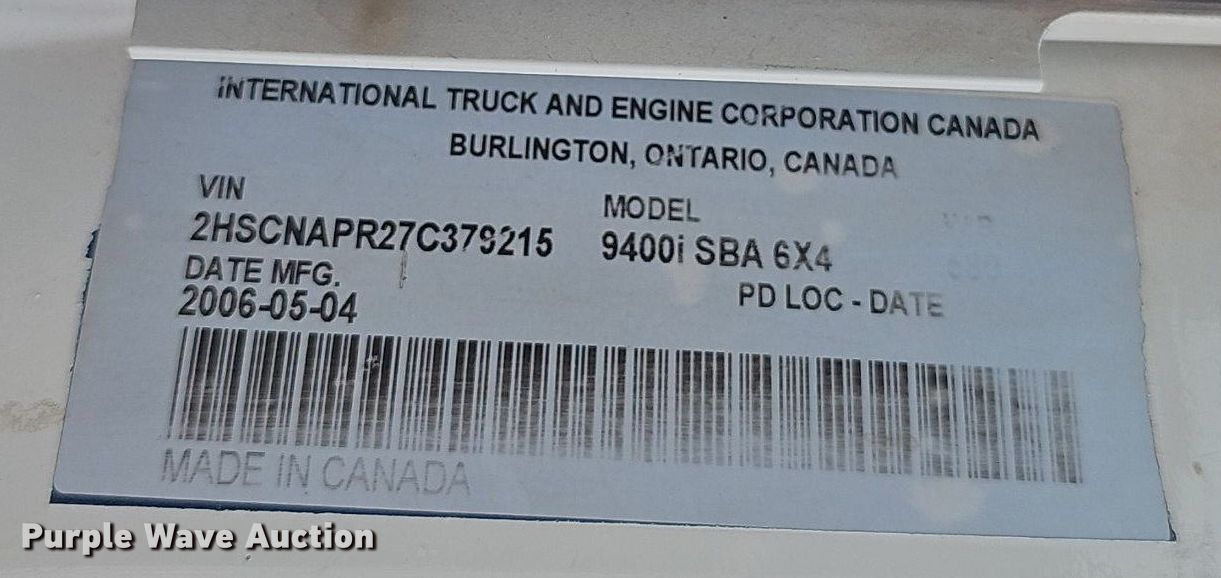 INTERNATIONAL TRUCK AND ENGINE CORPORATION CANADA
BURLINGTON, ONTARIO, CANADA
VIN
MODEL
2HSCNAPR27C379215
9400i SBA 6X4
DATE MFG.
PD LOC - DATE
2006-05-04
MADE IN CANADA
Purple Wave Auction